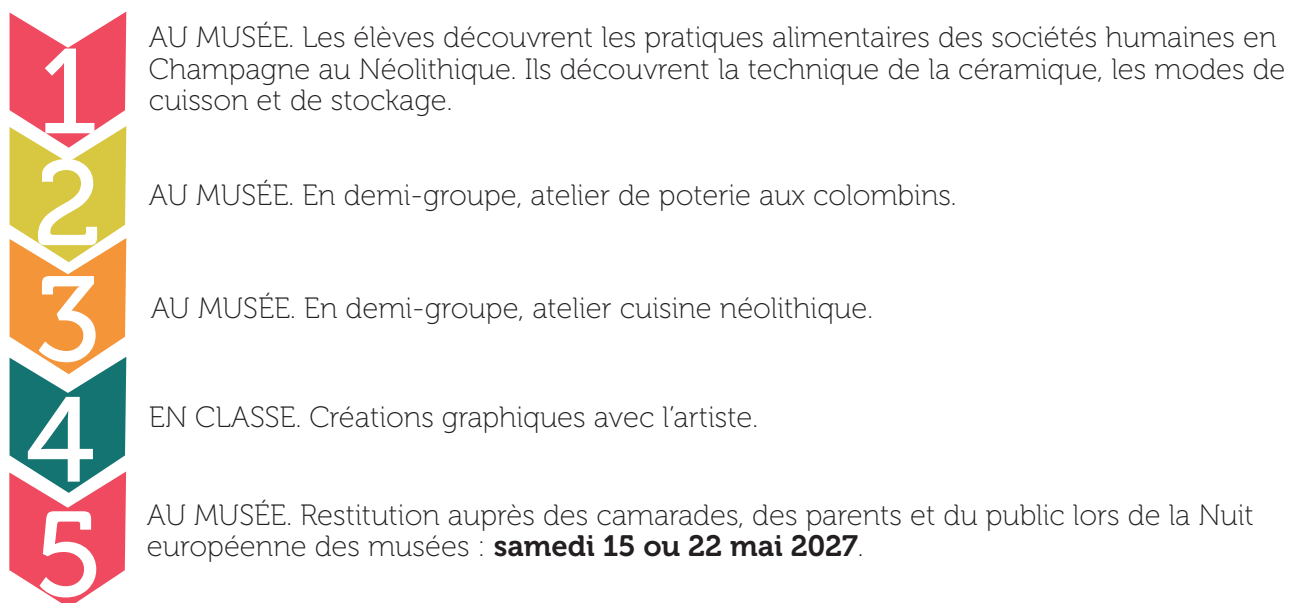 1
AU MUSÉE. Les élèves découvrent les pratiques alimentaires des sociétés humaines en
Champagne au Néolithique. Ils découvrent la technique de la céramique, les modes de
cuisson et de stockage.
2
AU MUSÉE. En demi-groupe, atelier de poterie aux colombins.
3
AU MUSÉE. En demi-groupe, atelier cuisine néolithique.
4
EN CLASSE. Créations graphiques avec l'artiste.
5
AU MUSÉE. Restitution auprès des camarades, des parents et du public lors de la Nuit
européenne des musées : samedi 15 ou 22 mai 2027.